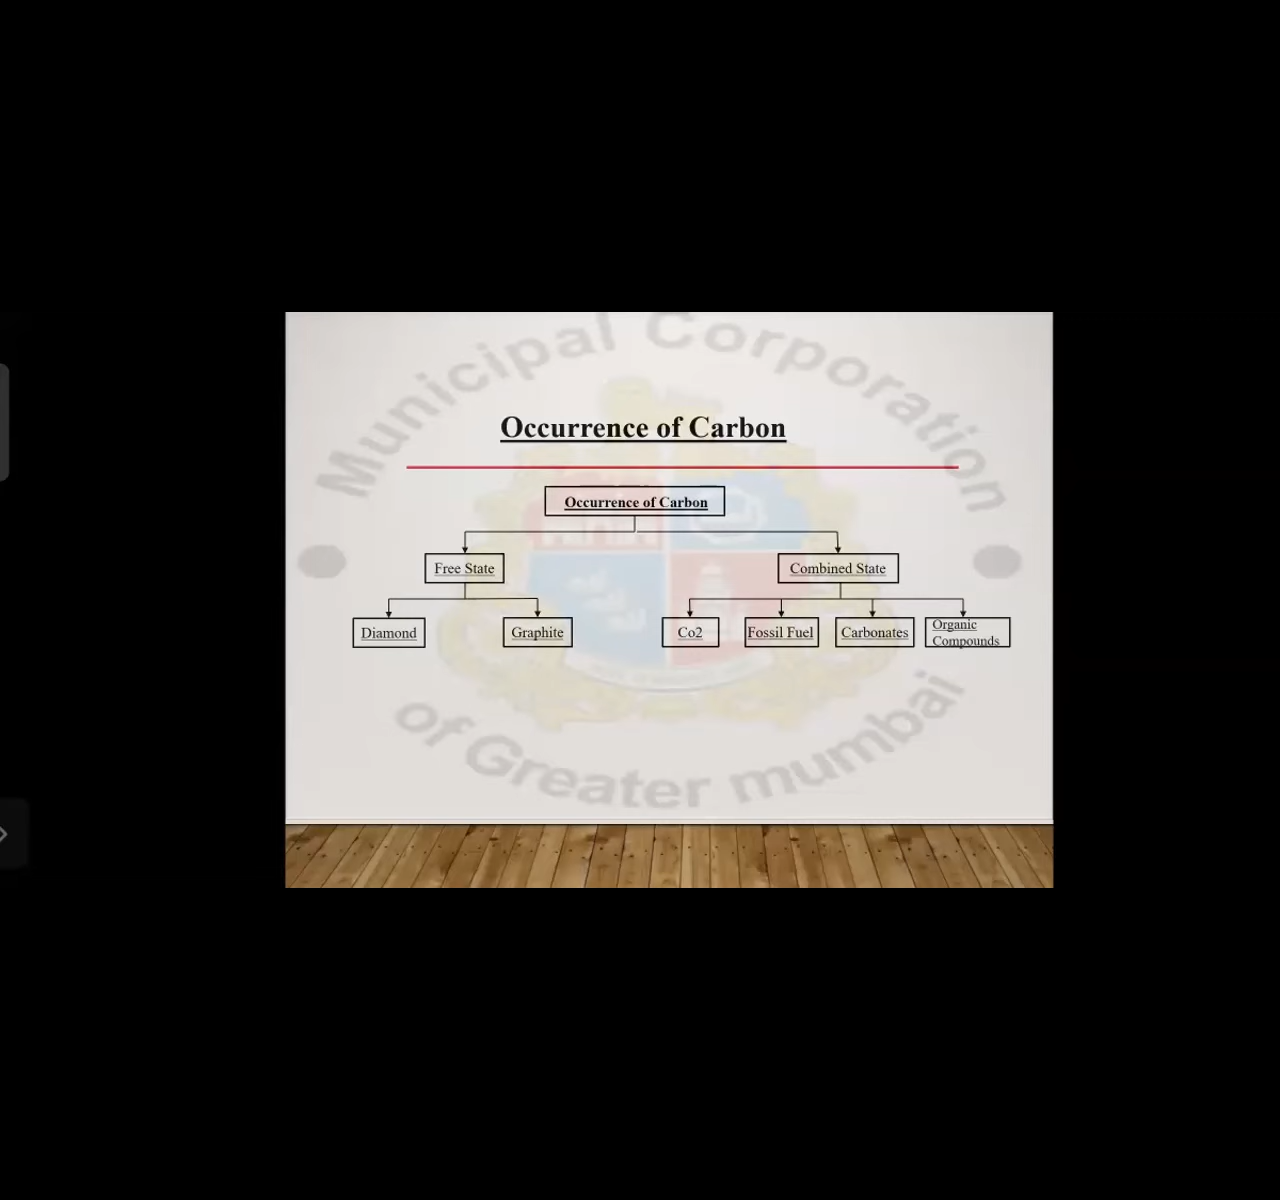 Municipal Corporation
Occurrence of Carbon
Occurrence of Carbon
Free State
Combined State
Diamond
Graphite
Co2
Fossil Fuel
Carbonates
Organic
Compounds
of Greater mumbai